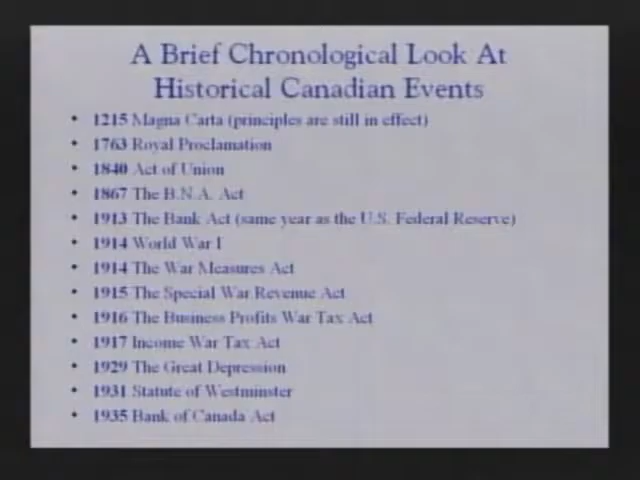 A Brief Chronological Look At
Historical Canadian Events
• 1215 Magna Carta (principles are still in effect)
• 1763 Royal Proclamation
• 1840 Act of Union
• 1867 The B.N.A. Act
• 1913 The Bank Act (same year as the U.S. Federal Reserve)
• 1914 World War I
• 1914 The War Measures Act
• 1915 The Special War Revenue Act
• 1916 The Business Profits War Tax Act
• 1917 Income War Tax Act
• 1929 The Great Depression
• 1931 Statute of Westminster
• 1935 Bank of Canada Act